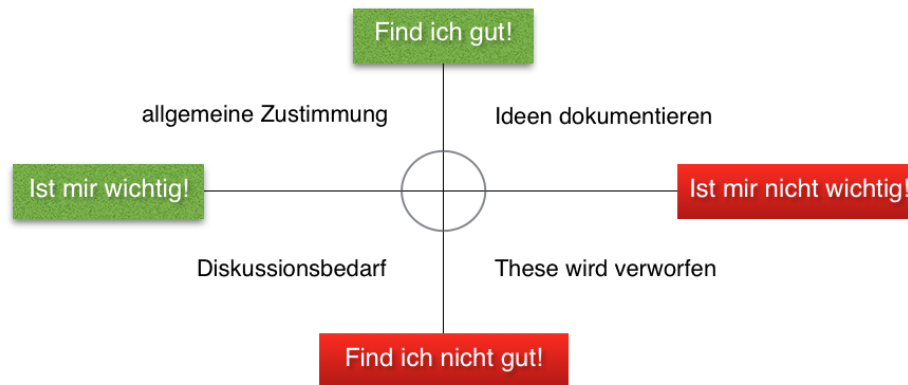 Find ich gut!
allgemeine Zustimmung
Ideen dokumentieren
Ist mir wichtig!
Ist mir nicht wichtig!
Diskussionsbedarf
These wird verworfen
Find ich nicht gut!